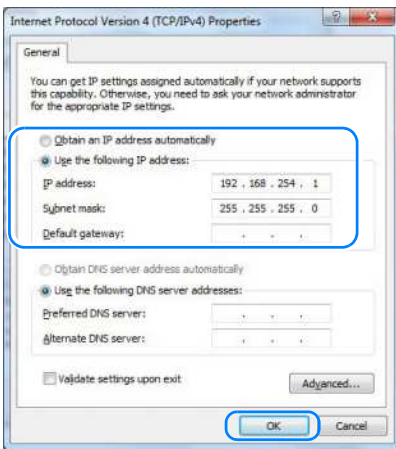 Internet Protocol Version 4 (TCP/IPv4) Properties
General
You can get IP settings assigned automatically if your network supports
this capability. Otherwise, you need to ask your network administrator
for the appropriate IP settings.
Obtain an IP address automatically
Use the following IP address:
IP address: 192 . 168 . 254 . 1
Subnet mask: 255 . 255 . 255 . 0
Default gateway: . . .
Obtain DNS server address automatically
Use the following DNS server addresses:
Preferred DNS server: . . .
Alternate DNS server: . . .
Validate settings upon exit
Advanced...
OK Cancel